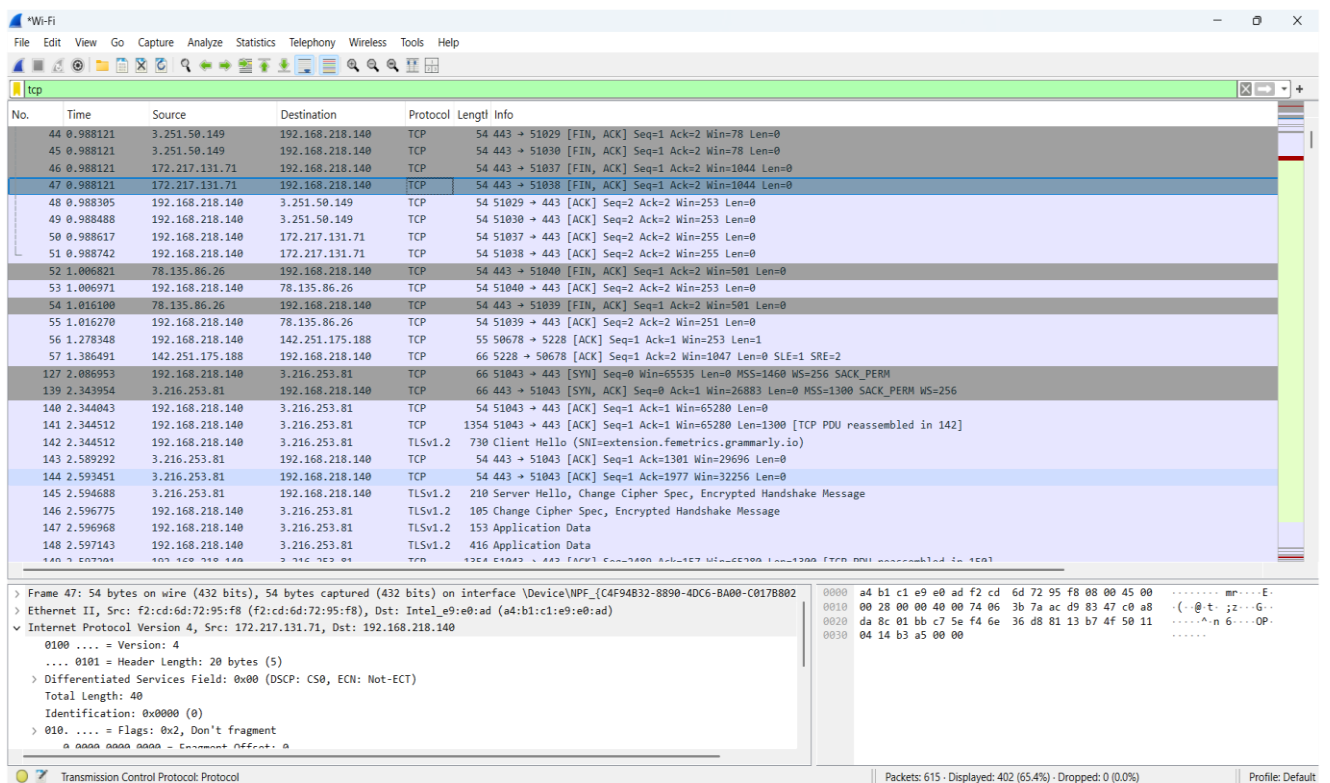 *Wi-Fi
File Edit View Go Capture Analyze Statistics Telephony Wireless Tools Help
tcp
No. Time Source Destination Protocol Length Info
44 0.988121 3.251.50.149 192.168.218.140 TCP 54 443 → 51029 [FIN, ACK] Seq=1 Ack=2 Win=78 Len=0
45 0.988121 3.251.50.149 192.168.218.140 TCP 54 443 → 51030 [FIN, ACK] Seq=1 Ack=2 Win=78 Len=0
46 0.988121 172.217.131.71 192.168.218.140 TCP 54 443 → 51037 [FIN, ACK] Seq=1 Ack=2 Win=1044 Len=0
47 0.988121 172.217.131.71 192.168.218.140 TCP 54 443 → 51038 [FIN, ACK] Seq=1 Ack=2 Win=1044 Len=0
48 0.988305 192.168.218.140 3.251.50.149 TCP 54 51029 → 443 [ACK] Seq=2 Ack=2 Win=253 Len=0
49 0.988488 192.168.218.140 3.251.50.149 TCP 54 51030 → 443 [ACK] Seq=2 Ack=2 Win=253 Len=0
50 0.988617 192.168.218.140 172.217.131.71 TCP 54 51037 → 443 [ACK] Seq=2 Ack=2 Win=255 Len=0
51 0.988742 192.168.218.140 172.217.131.71 TCP 54 51038 → 443 [ACK] Seq=2 Ack=2 Win=255 Len=0
52 1.006821 78.135.86.26 192.168.218.140 TCP 54 443 → 51040 [FIN, ACK] Seq=1 Ack=2 Win=501 Len=0
53 1.006971 192.168.218.140 78.135.86.26 TCP 54 51040 → 443 [ACK] Seq=2 Ack=2 Win=253 Len=0
54 1.016100 78.135.86.26 192.168.218.140 TCP 54 443 → 51039 [FIN, ACK] Seq=1 Ack=2 Win=501 Len=0
55 1.016270 192.168.218.140 78.135.86.26 TCP 54 51039 → 443 [ACK] Seq=2 Ack=2 Win=251 Len=0
56 1.278348 192.168.218.140 142.251.175.188 TCP 55 50678 → 5228 [ACK] Seq=1 Ack=1 Win=253 Len=1
57 1.386491 142.251.175.188 192.168.218.140 TCP 66 5228 → 50678 [ACK] Seq=1 Ack=2 Win=1047 Len=0 SLE=1 SRE=2
127 2.086953 192.168.218.140 3.216.253.81 TCP 66 51043 → 443 [SYN] Seq=0 Win=65535 Len=0 MSS=1460 WS=256 SACK_PERM
139 2.343954 3.216.253.81 192.168.218.140 TCP 66 443 → 51043 [SYN, ACK] Seq=0 Ack=1 Win=26883 Len=0 MSS=1300 SACK_PERM WS=256
140 2.344043 192.168.218.140 3.216.253.81 TCP 54 51043 → 443 [ACK] Seq=1 Ack=1 Win=65280 Len=0
141 2.344512 192.168.218.140 3.216.253.81 TCP 1354 51043 → 443 [ACK] Seq=1 Ack=1 Win=65280 Len=1300 [TCP PDU reassembled in 142]
142 2.344512 192.168.218.140 3.216.253.81 TLSv1.2 730 Client Hello (SNI=extension.femetrics.grammarly.io)
143 2.589292 3.216.253.81 192.168.218.140 TCP 54 443 → 51043 [ACK] Seq=1 Ack=1301 Win=29696 Len=0
144 2.593451 3.216.253.81 192.168.218.140 TCP 54 443 → 51043 [ACK] Seq=1 Ack=1977 Win=32256 Len=0
145 2.594688 3.216.253.81 192.168.218.140 TLSv1.2 210 Server Hello, Change Cipher Spec, Encrypted Handshake Message
146 2.596775 192.168.218.140 3.216.253.81 TLSv1.2 105 Change Cipher Spec, Encrypted Handshake Message
147 2.596968 192.168.218.140 3.216.253.81 TLSv1.2 153 Application Data
148 2.597143 192.168.218.140 3.216.253.81 TLSv1.2 416 Application Data
149 2.597201 192.168.218.140 3.216.253.81 TCP 1354 51043 → 443 [ACK] Seq=2489 Ack=157 Win=65280 Len=1300 [TCP PDU reassembled in 150]
Frame 47: 54 bytes on wire (432 bits), 54 bytes captured (432 bits) on interface \Device\NPF_{C4F94B32-8890-4DC6-BA00-C017B802
Ethernet II, Src: f2:cd:6d:72:95:f8 (f2:cd:6d:72:95:f8), Dst: Intel_e9:e0:ad (a4:b1:c1:e9:e0:ad)
Internet Protocol Version 4, Src: 172.217.131.71, Dst: 192.168.218.140
0100 .... = Version: 4
.... 0101 = Header Length: 20 bytes (5)
Differentiated Services Field: 0x00 (DSCP: CS0, ECN: Not-ECT)
Total Length: 40
Identification: 0x0000 (0)
010. .... = Flags: 0x2, Don't fragment
...0 0000 0000 0000 = Fragment Offset: 0
0000 a4 b1 c1 e9 e0 ad f2 cd 6d 72 95 f8 08 00 45 00 ········ mr····E·
0010 00 28 00 00 40 00 74 06 3b 7a ac d9 83 47 c0 a8 ·(··@·t· ;z···G··
0020 da 8c 01 bb c7 5e f4 6e 36 d8 81 13 b7 4f 50 11 ·····^·n 6····OP·
0030 04 14 b3 a5 00 00 ······
Transmission Control Protocol: Protocol
Packets: 615 · Displayed: 402 (65.4%) · Dropped: 0 (0.0%)
Profile: Default